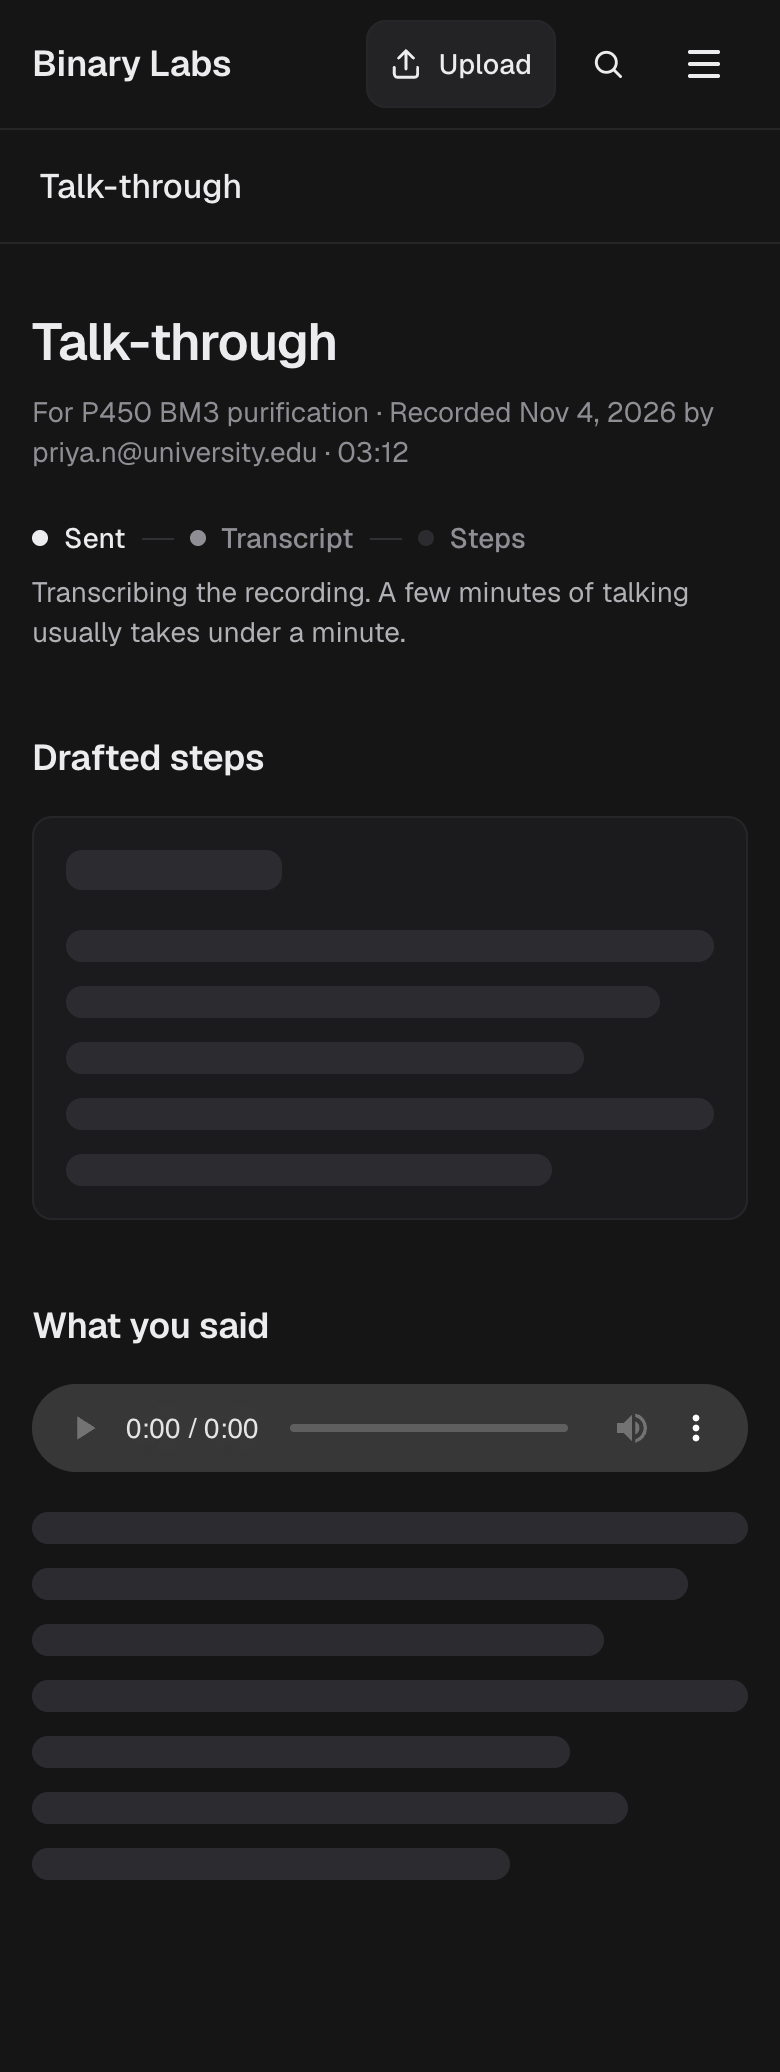 Binary Labs
Upload
Talk-through
Talk-through
For P450 BM3 purification · Recorded Nov 4, 2026 by
priya.n@university.edu · 03:12
Sent
Transcript
Steps
Transcribing the recording. A few minutes of talking
usually takes under a minute.
Drafted steps
What you said
0:00 / 0:00